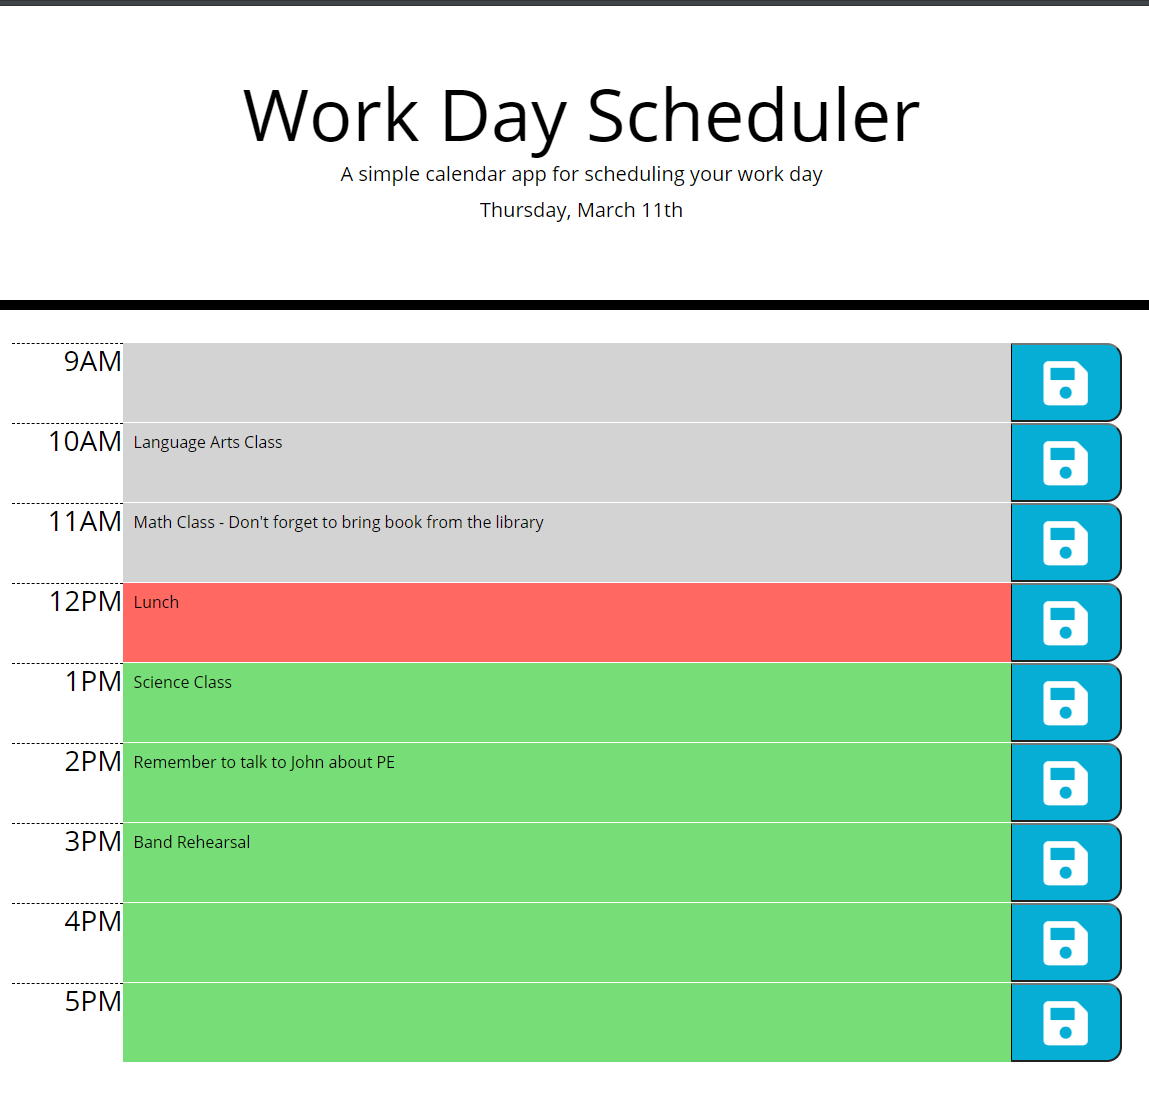 Work Day Scheduler
A simple calendar app for scheduling your work day
Thursday, March 11th
9AM
10AM Language Arts Class
11AM Math Class - Don't forget to bring book from the library
12PM Lunch
1PM Science Class
2PM Remember to talk to John about PE
3PM Band Rehearsal
4PM
5PM